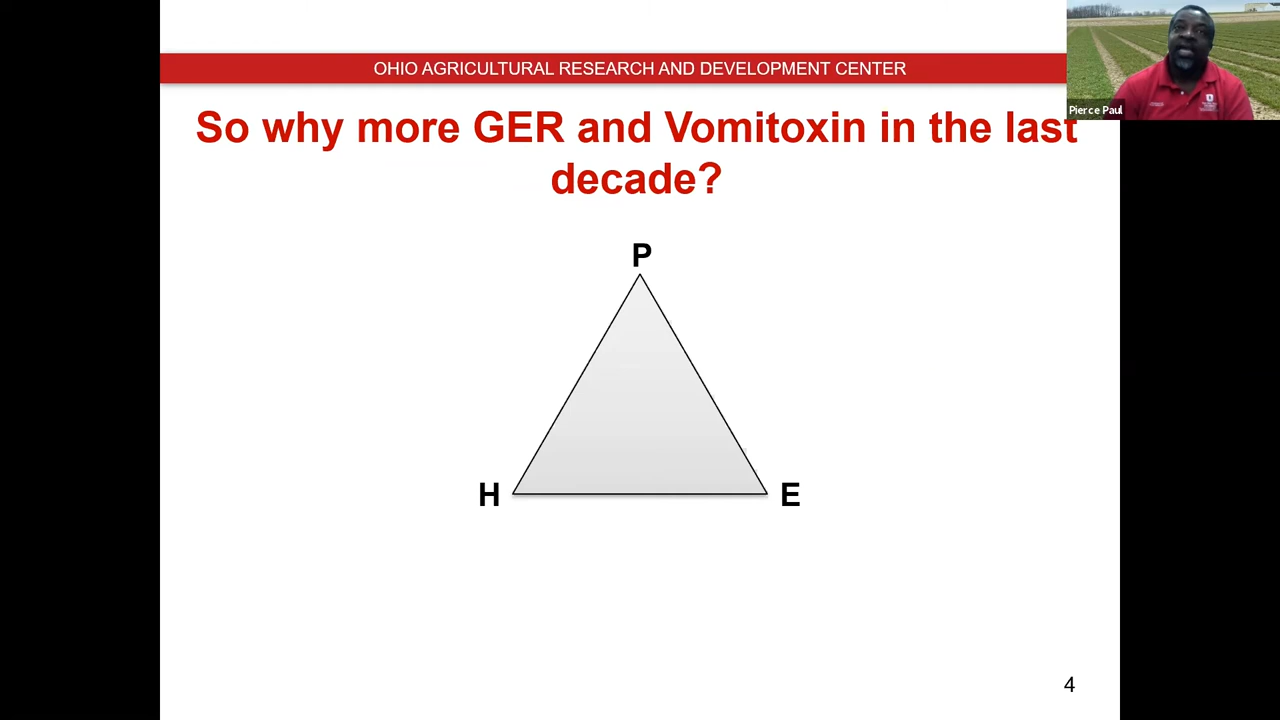 OHIO AGRICULTURAL RESEARCH AND DEVELOPMENT CENTER
Pierce Paul
So why more GER and Vomitoxin in the last
decade?
P
H
E
4